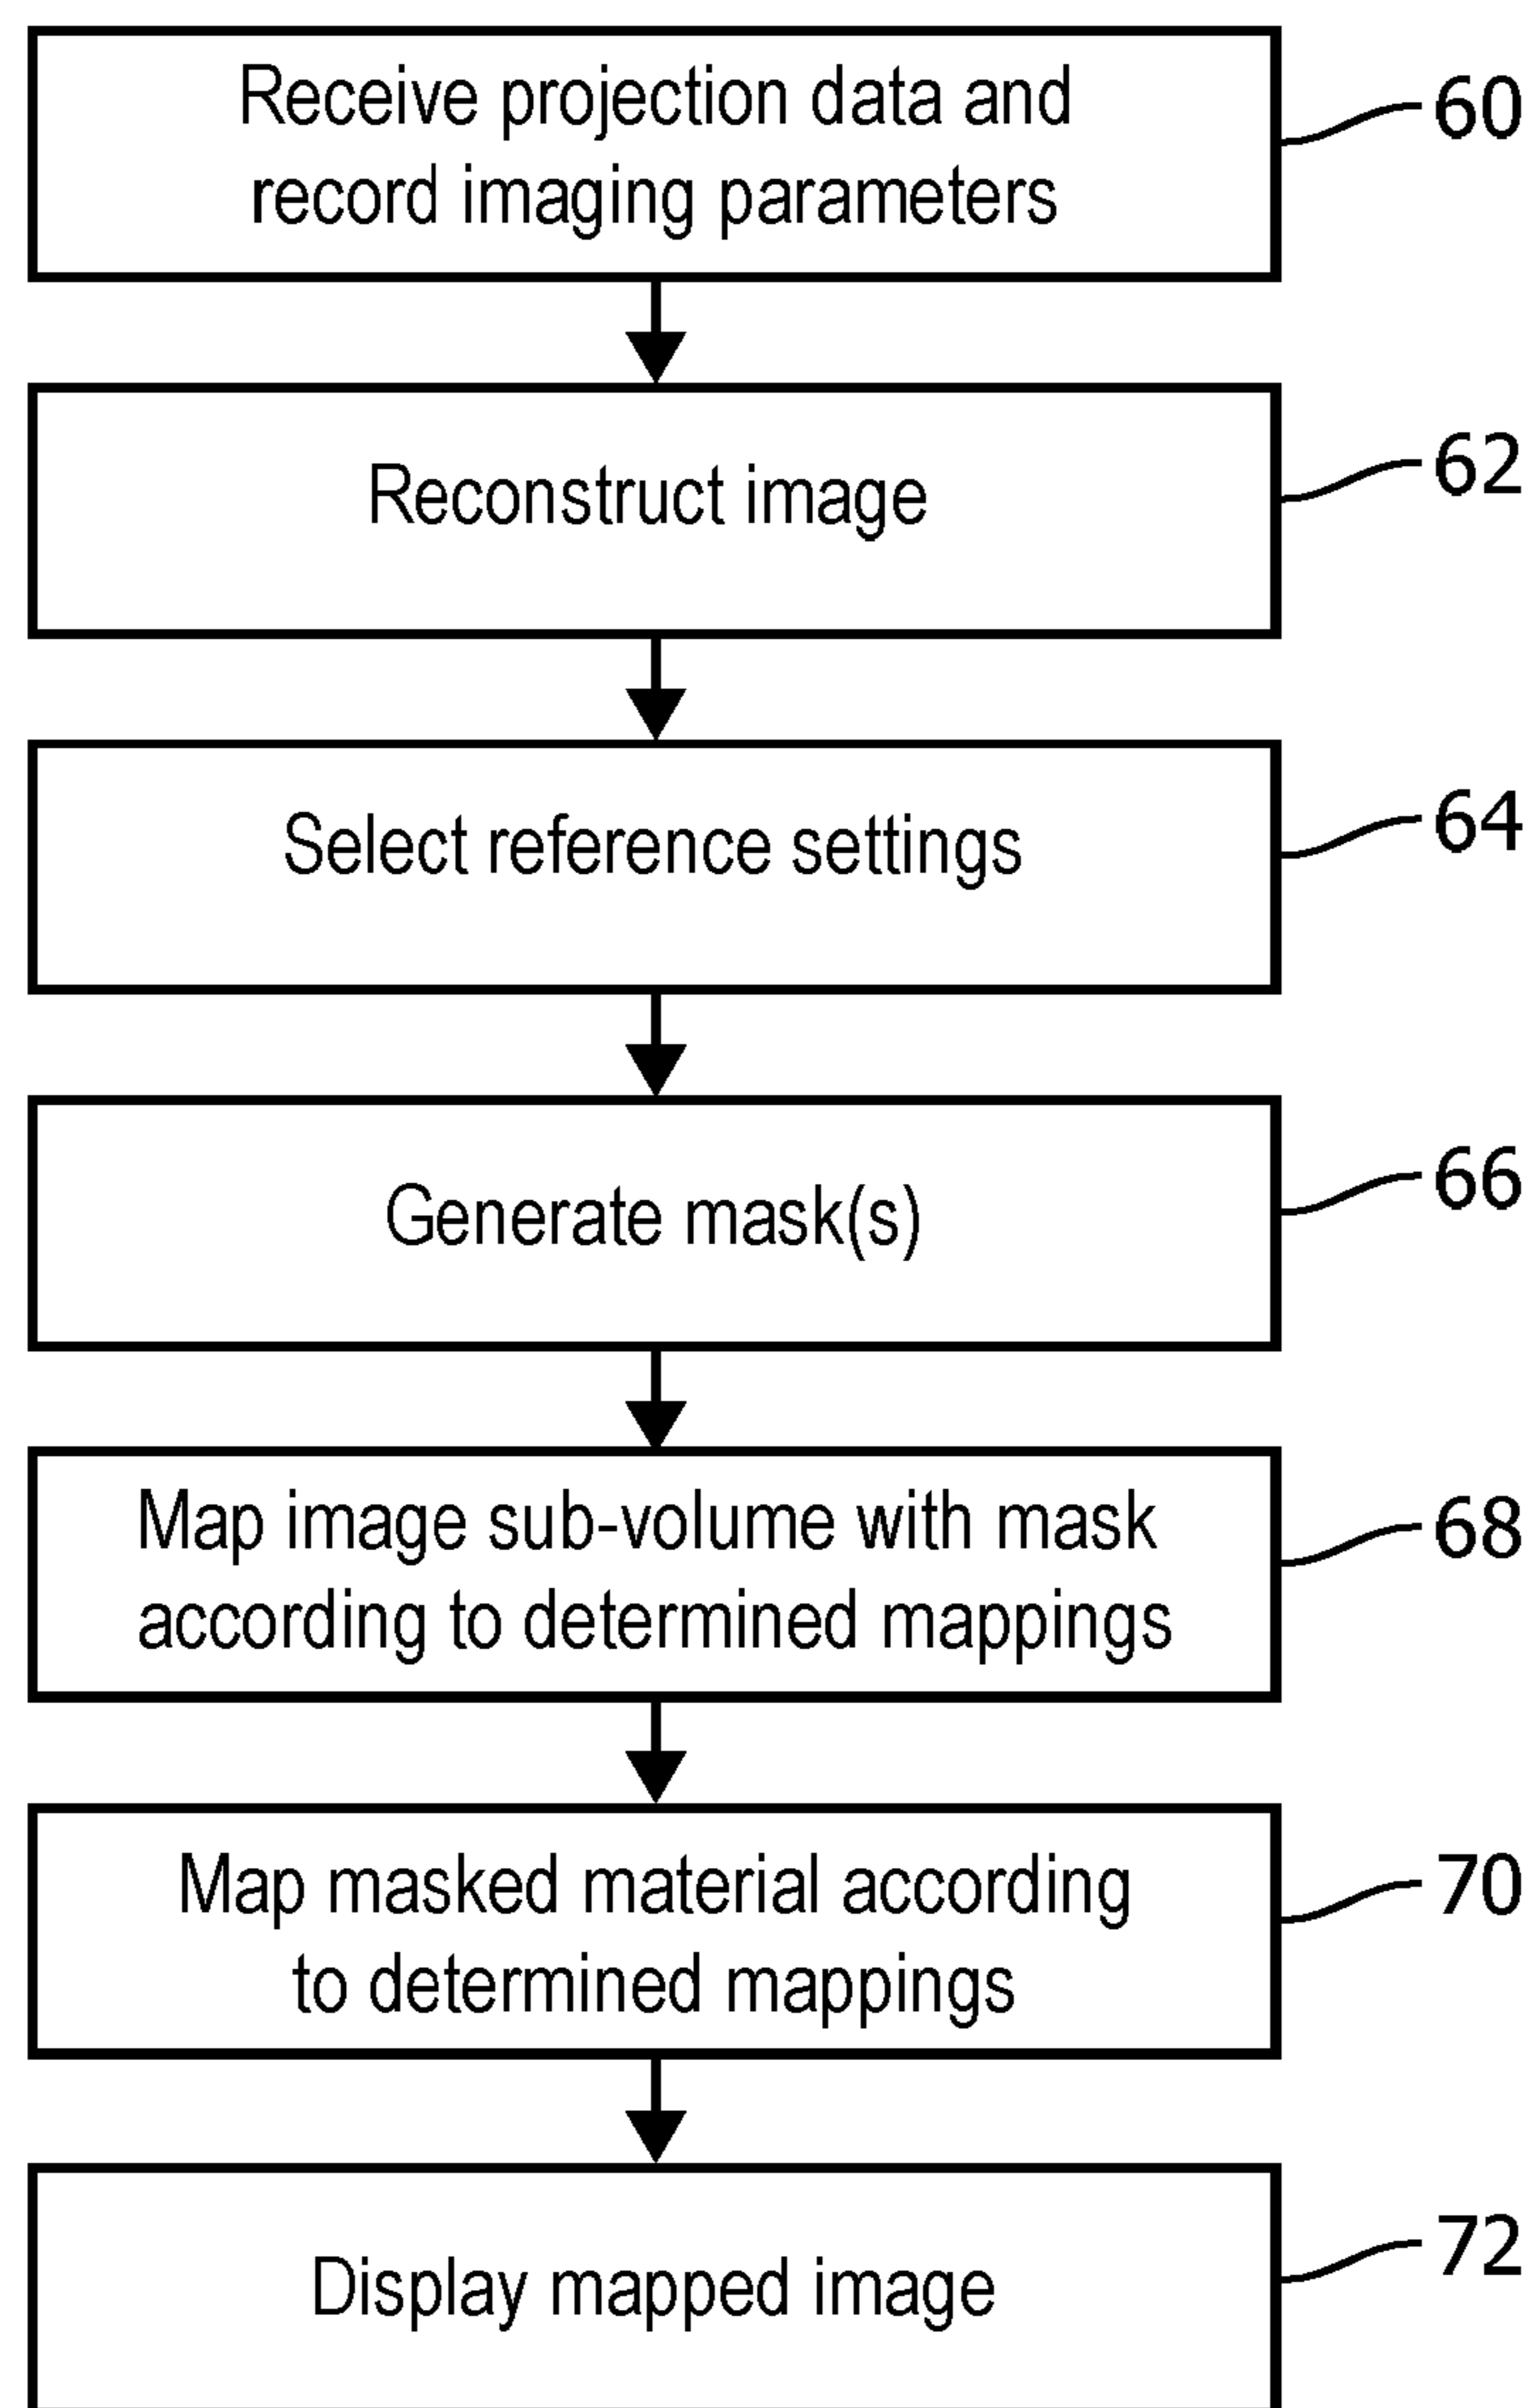 Receive projection data and
record imaging parameters
60
Reconstruct image
62
Select reference settings
64
Generate mask(s)
66
Map image sub-volume with mask
according to determined mappings
68
Map masked material according
to determined mappings
70
Display mapped image
72